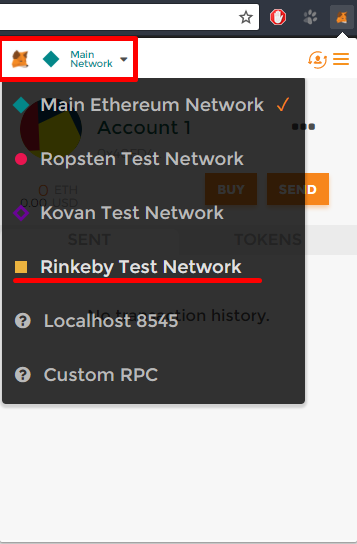 Main
Network
Main Ethereum Network
Account 1
Ropsten Test Network
0 ETH
0.00 USD
BUY
SEND
Kovan Test Network
SENT
TOKENS
Rinkeby Test Network
No transaction history.
Localhost 8545
Custom RPC